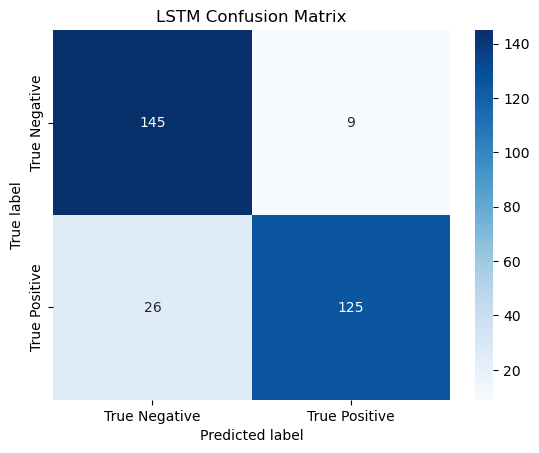 LSTM Confusion Matrix
True label
True Negative
True Positive
145
9
26
125
True Negative
True Positive
Predicted label
140
120
100
80
60
40
20